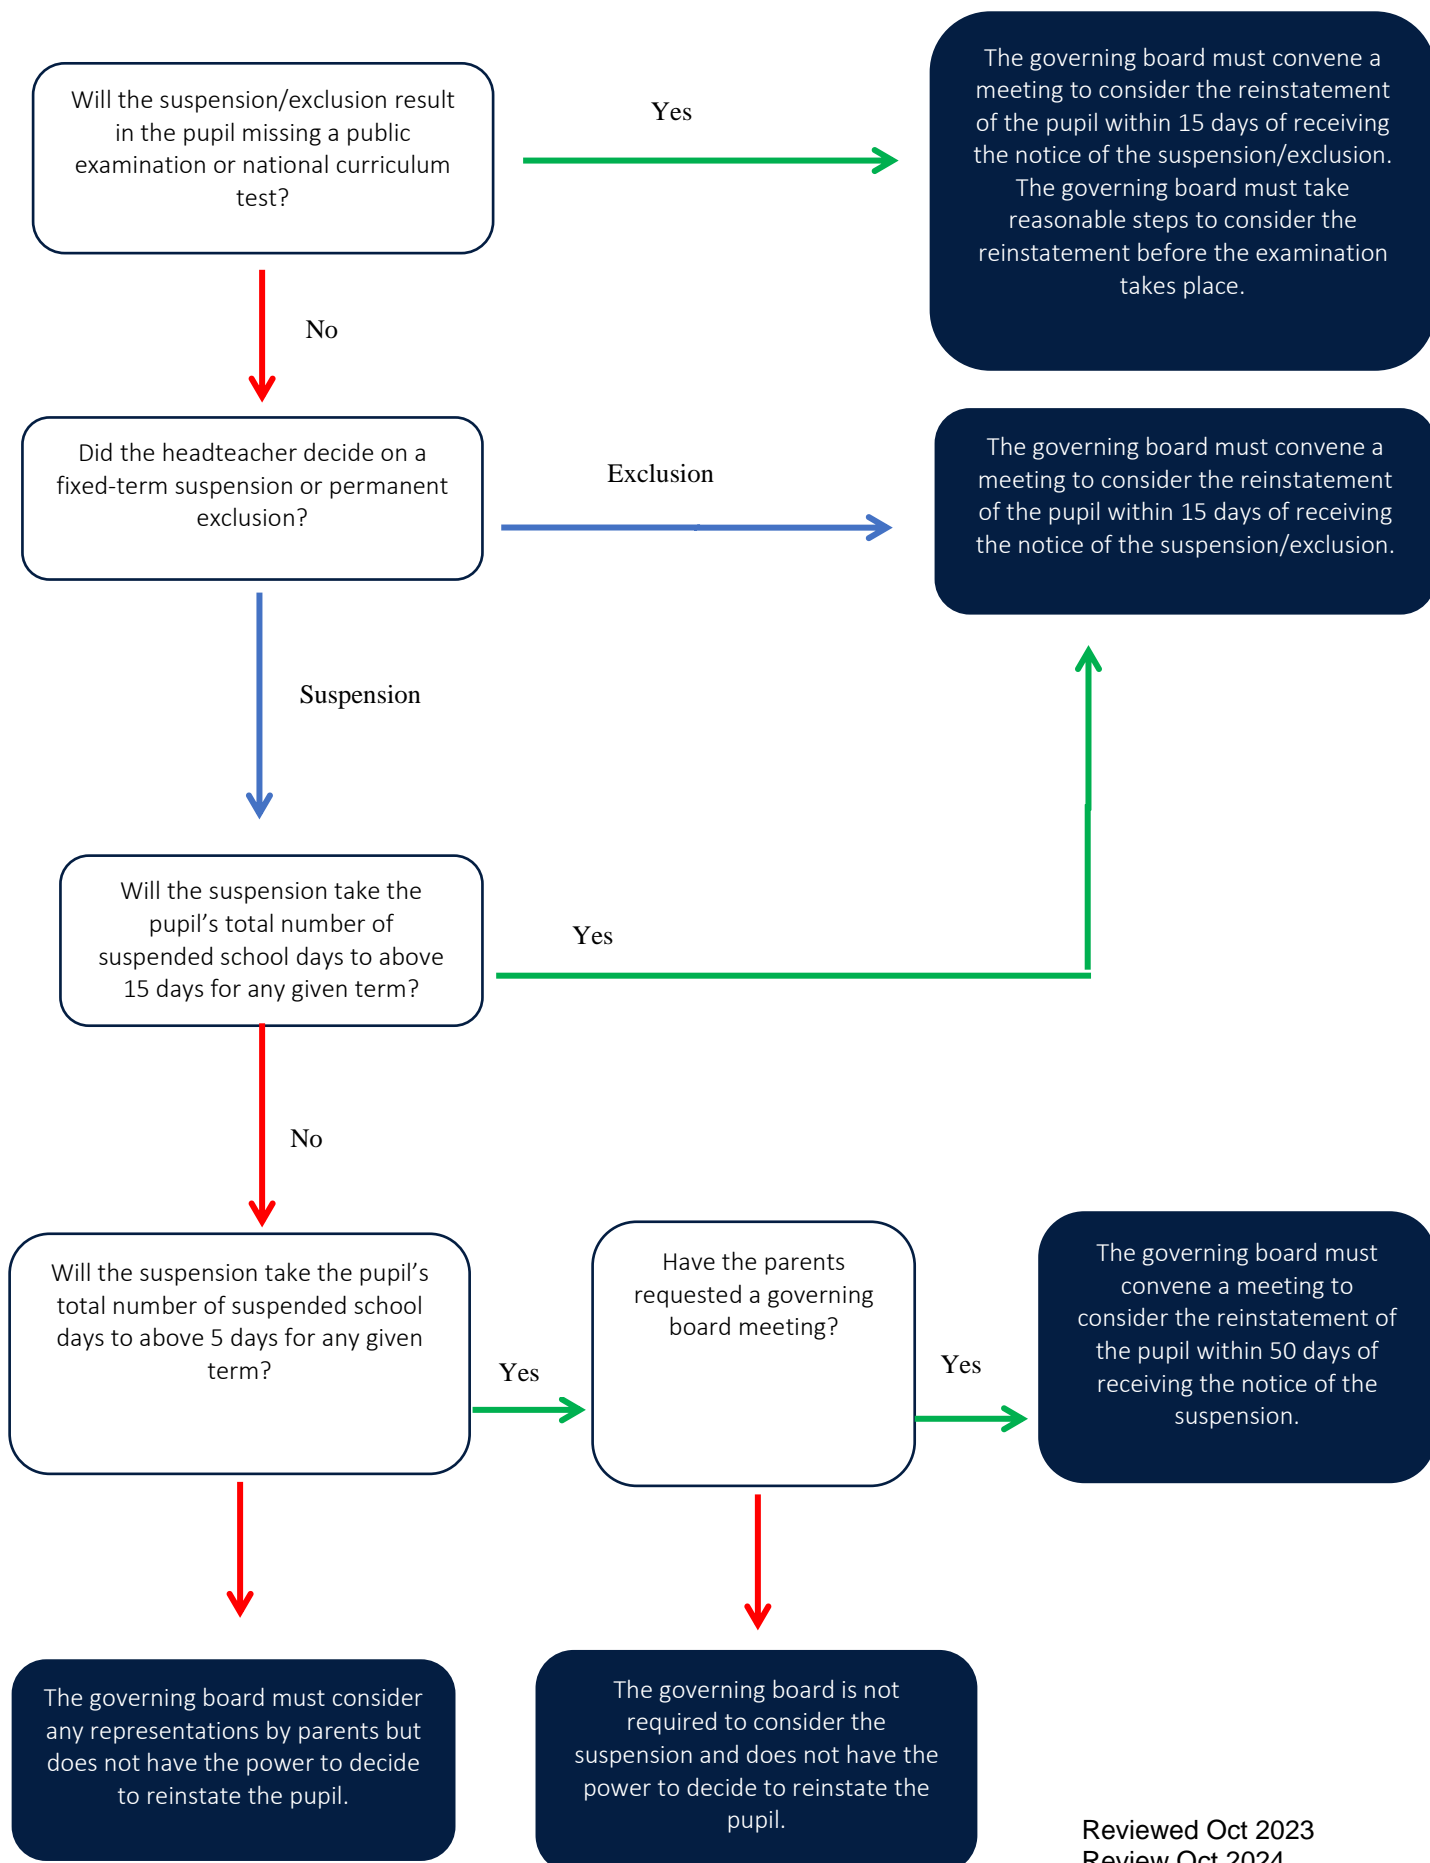 Will the suspension/exclusion result
in the pupil missing a public
examination or national curriculum
test?
Yes
The governing board must convene a
meeting to consider the reinstatement
of the pupil within 15 days of receiving
the notice of the suspension/exclusion.
The governing board must take
reasonable steps to consider the
reinstatement before the examination
takes place.
No
Did the headteacher decide on a
fixed-term suspension or permanent
exclusion?
Exclusion
The governing board must convene a
meeting to consider the reinstatement
of the pupil within 15 days of receiving
the notice of the suspension/exclusion.
Suspension
Will the suspension take the
pupil’s total number of
suspended school days to above
15 days for any given term?
Yes
No
Will the suspension take the pupil’s
total number of suspended school
days to above 5 days for any given
term?
Yes
Have the parents
requested a governing
board meeting?
Yes
The governing board must
convene a meeting to
consider the reinstatement of
the pupil within 50 days of
receiving the notice of the
suspension.
The governing board must consider
any representations by parents but
does not have the power to decide
to reinstate the pupil.
The governing board is not
required to consider the
suspension and does not have the
power to decide to reinstate the
pupil.
Reviewed Oct 2023
Review Oct 2024